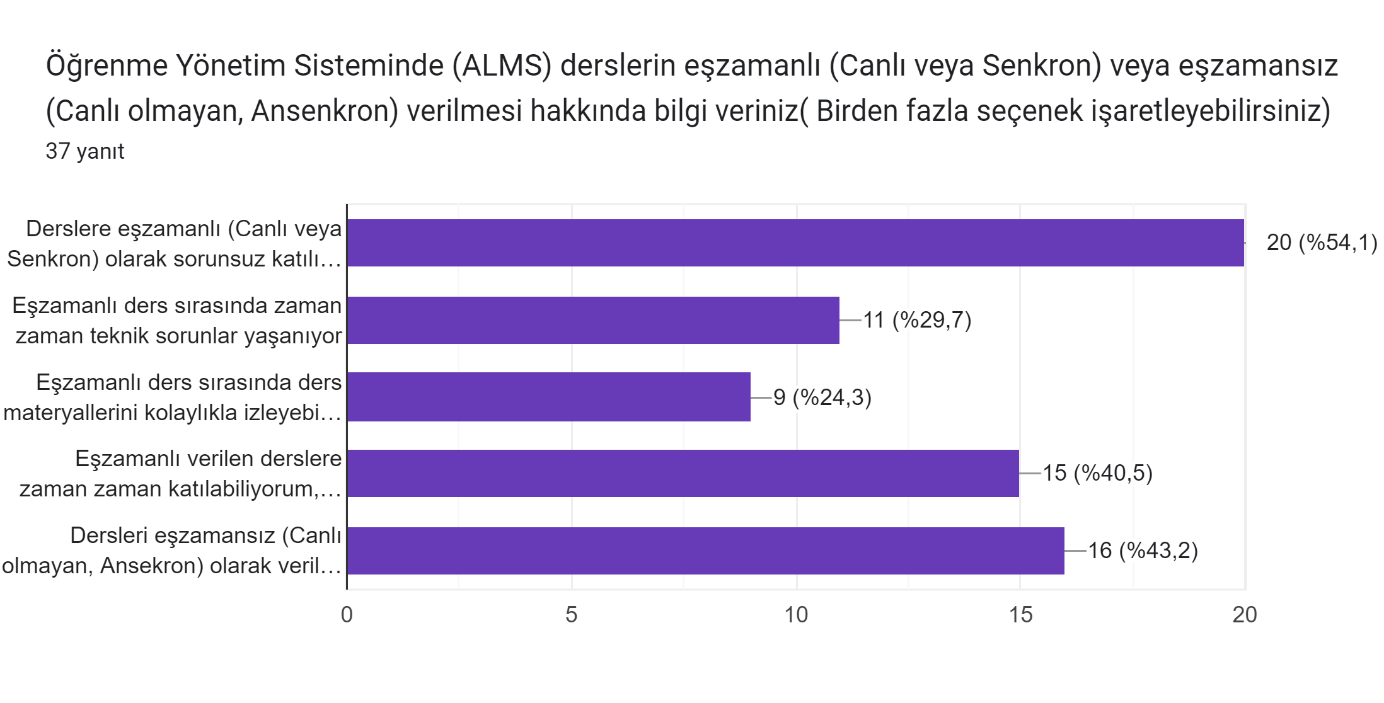 Öğrenme Yönetim Sisteminde (ALMS) derslerin eşzamanlı (Canlı veya Senkron) veya eşzamansız
(Canlı olmayan, Ansenkron) verilmesi hakkında bilgi veriniz( Birden fazla seçenek işaretleyebilirsiniz)
37 yanıt
Derslere eşzamanlı (Canlı veya
Senkron) olarak sorunsuz katılı…
20 (%54,1)
Eşzamanlı ders sırasında zaman
zaman teknik sorunlar yaşanıyor
11 (%29,7)
Eşzamanlı ders sırasında ders
materyallerini kolaylıkla izleyebi…
9 (%24,3)
Eşzamanlı verilen derslere
zaman zaman katılabiliyorum,…
15 (%40,5)
Dersleri eşzamansız (Canlı
olmayan, Ansekron) olarak veril…
16 (%43,2)
0 5 10 15 20